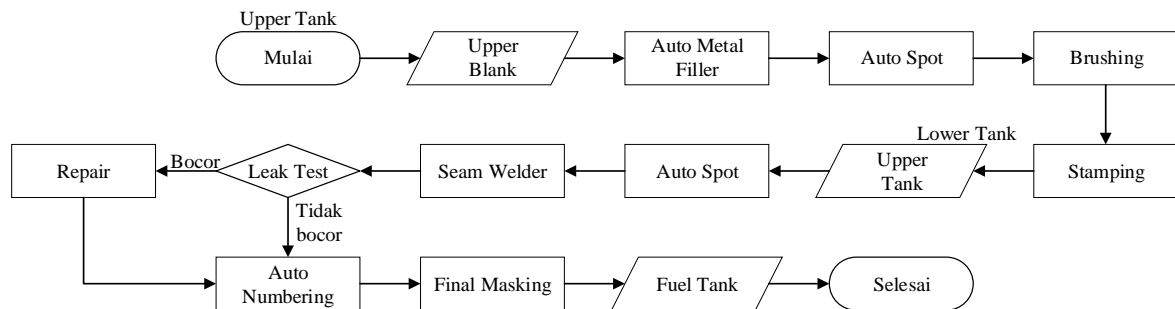 Upper Tank
Mulai
Upper
Blank
Auto Metal
Filler
Auto Spot
Brushing
Lower Tank
Repair
Bocor
Leak Test
Seam Welder
Auto Spot
Upper
Tank
Stamping
Tidak
bocor
Auto
Numbering
Final Masking
Fuel Tank
Selesai